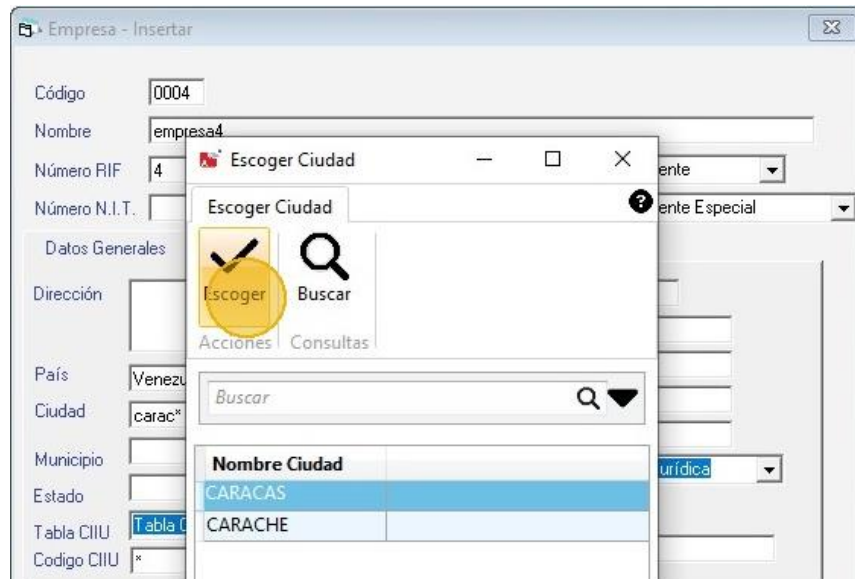 Empresa - Insertar
Código 0004
Nombre empresa4
Escoger Ciudad
Número RIF 4 ente
Escoger Ciudad
Número N.I.T. ente Especial
Datos Generales
Escoger Buscar
Dirección
Acciones Consultas
País Venezu
Buscar
Ciudad carac*
Municipio
Nombre Ciudad
urídica
CARACAS
Estado
CARACHE
Tabla CIIU Tabla C
Codigo CIIU *